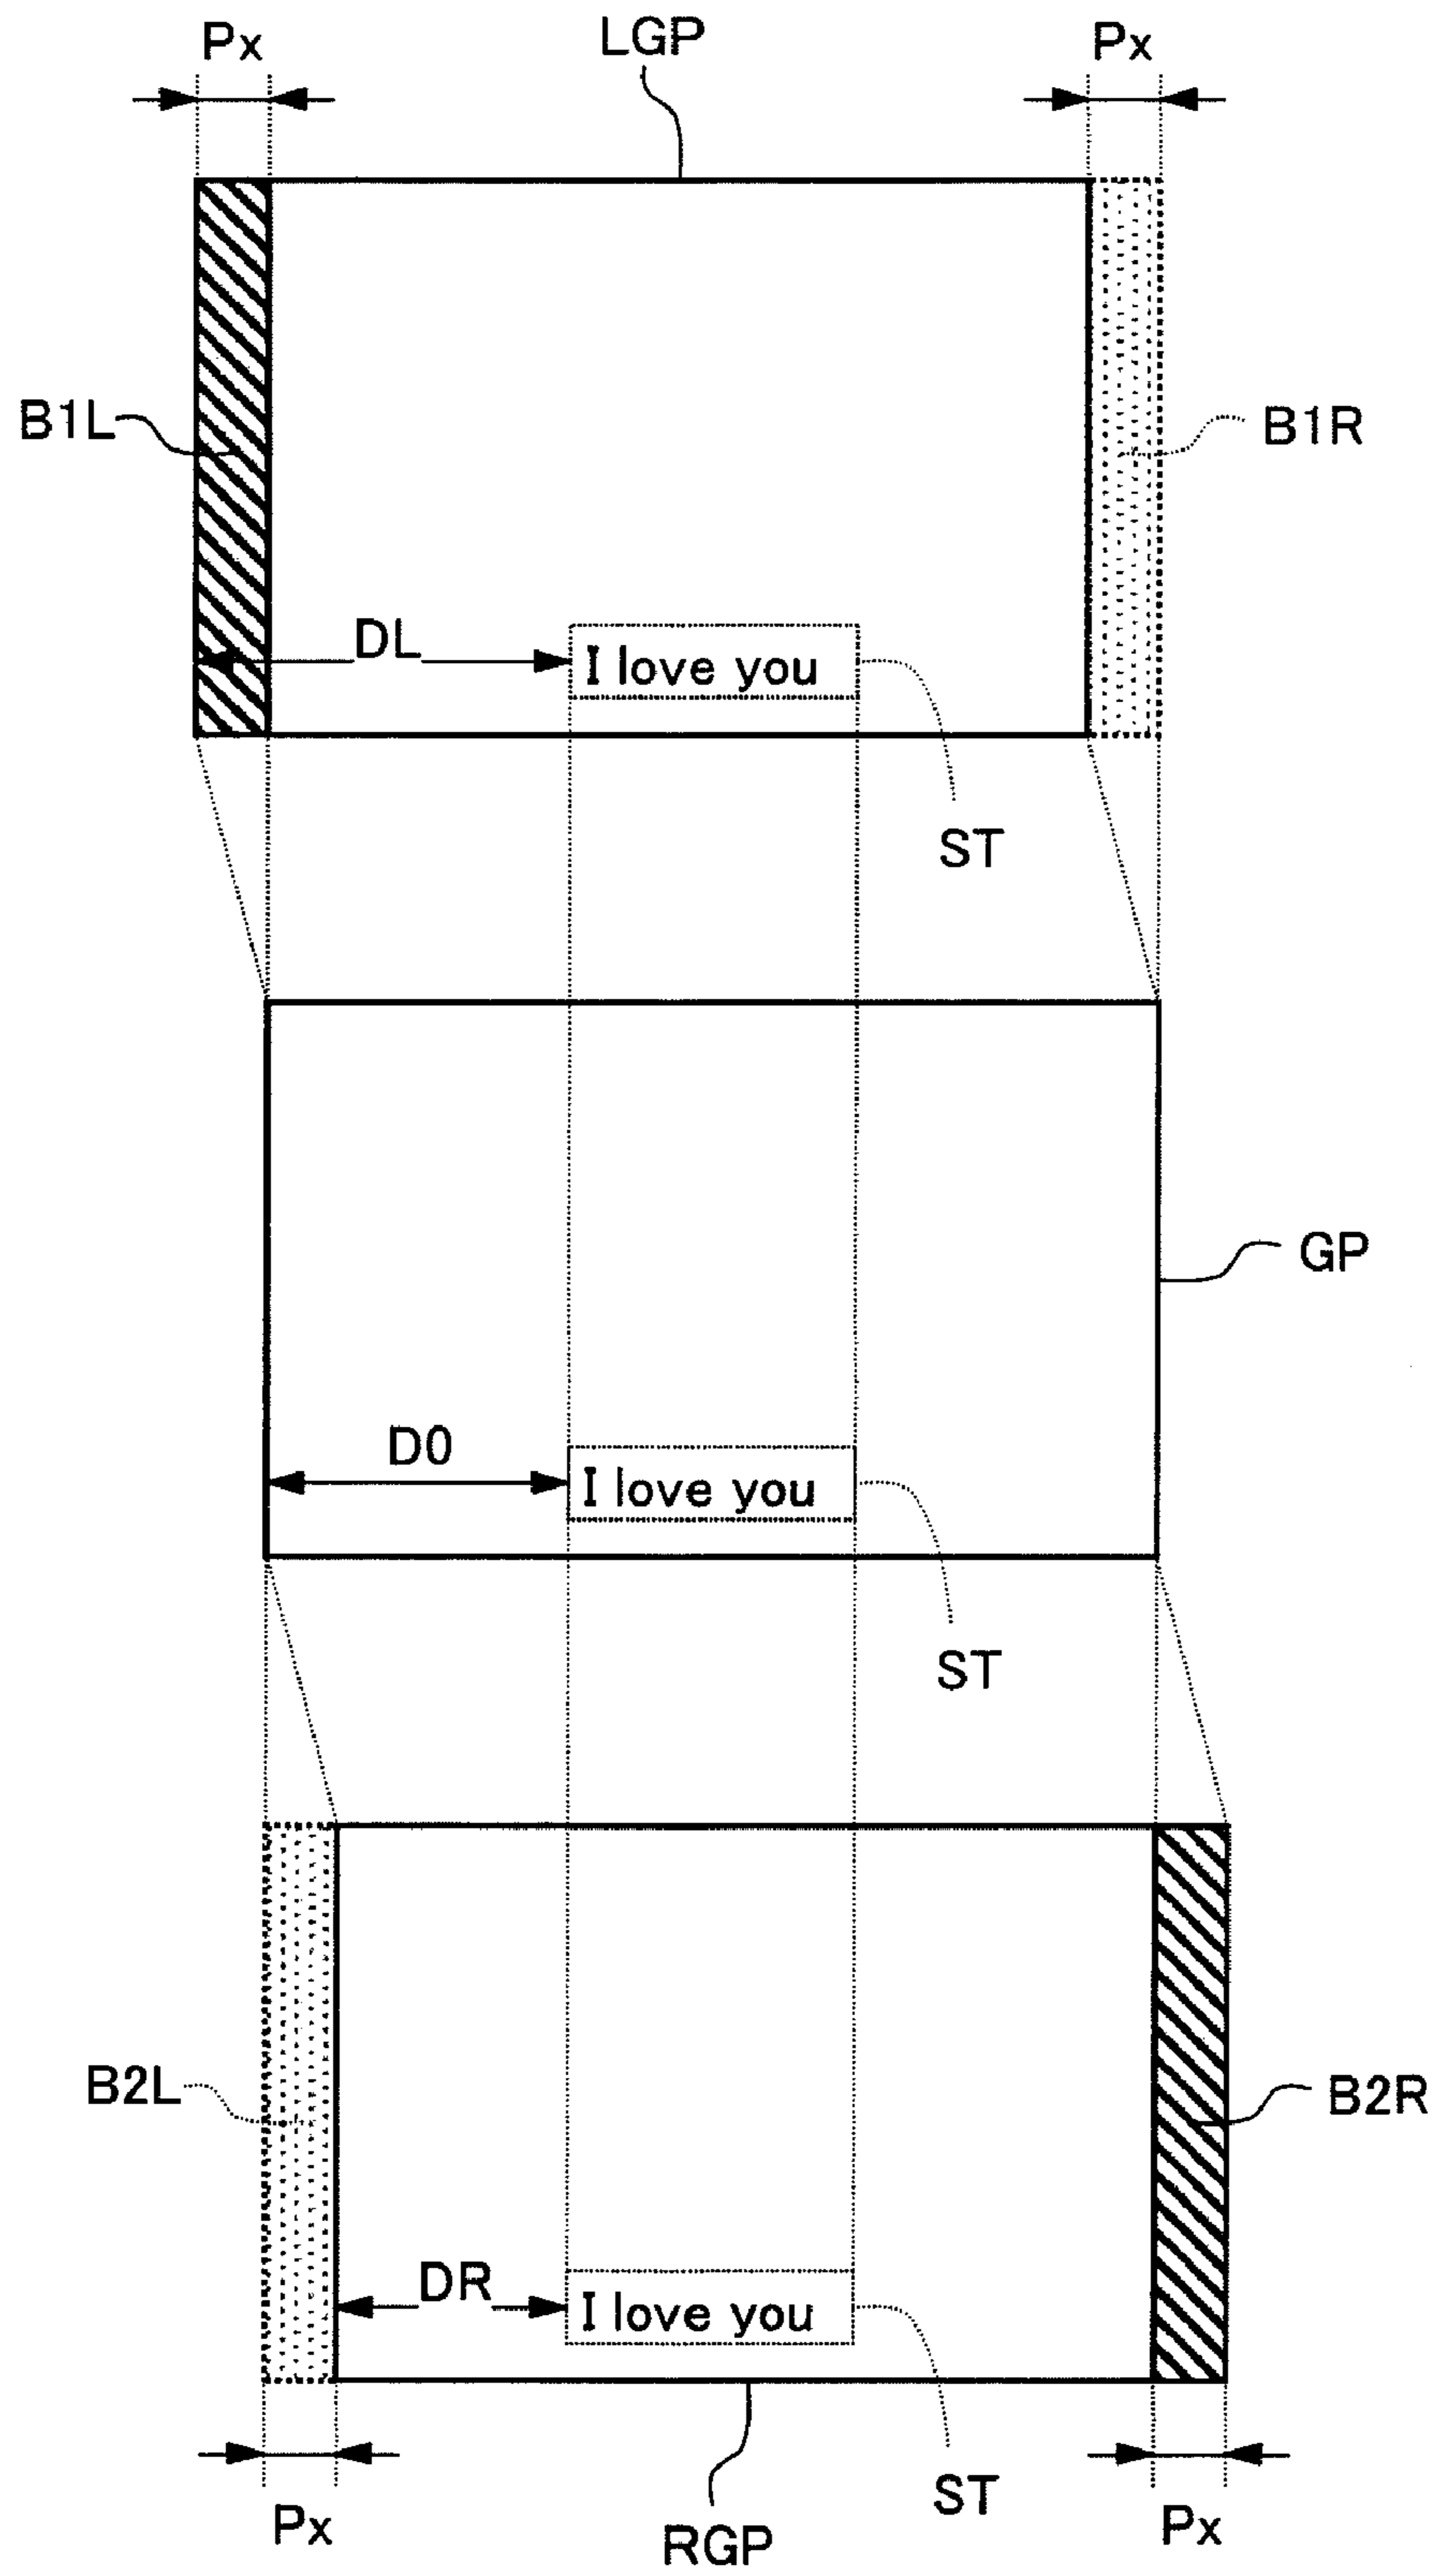 Px LGP Px
B1L B1R
DL
I love you
ST
GP
D0
I love you
ST
B2L B2R
DR
I love you
ST
Px Px
RGP